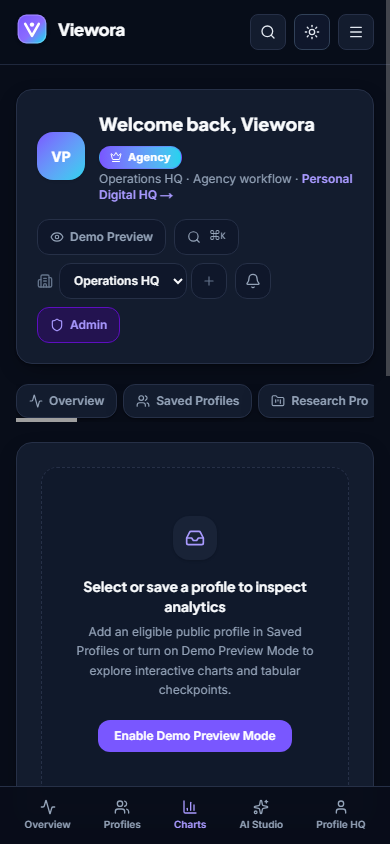 Viewora
Welcome back, Viewora
VP
Agency
Operations HQ · Agency workflow · Personal
Digital HQ →
Demo Preview
⌘K
Operations HQ
+
Admin
Overview
Saved Profiles
Research Pro
Select or save a profile to inspect
analytics
Add an eligible public profile in Saved
Profiles or turn on Demo Preview Mode to
explore interactive charts and tabular
checkpoints.
Enable Demo Preview Mode
Overview
Profiles
Charts
AI Studio
Profile HQ